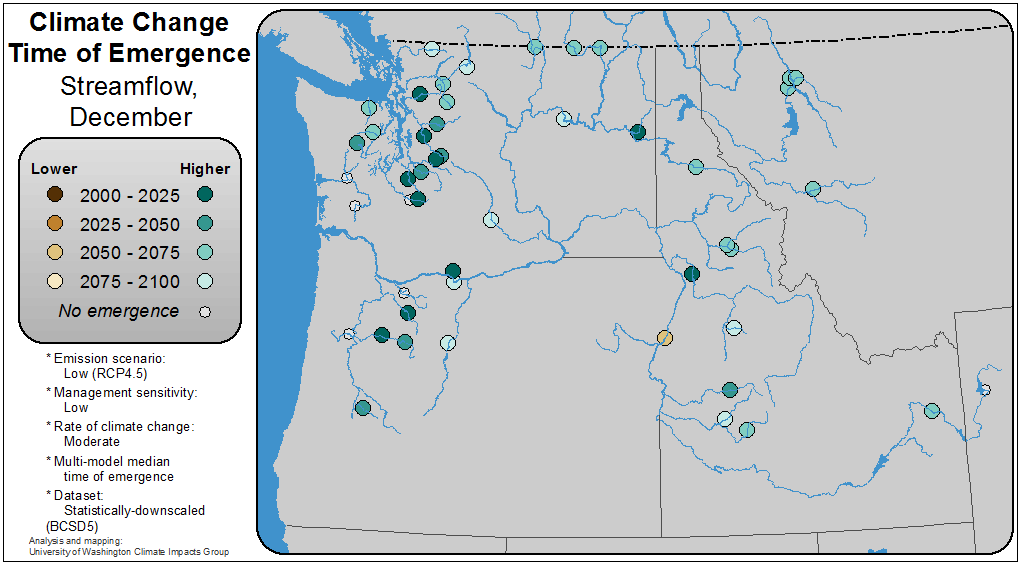 Climate Change
Time of Emergence
Streamflow,
December
Lower Higher
2000 - 2025
2025 - 2050
2050 - 2075
2075 - 2100
No emergence
* Emission scenario:
Low (RCP4.5)
* Management sensitivity:
Low
* Rate of climate change:
Moderate
* Multi-model median
time of emergence
* Dataset:
Statistically-downscaled
(BCSD5)
Analysis and mapping:
University of Washington Climate Impacts Group